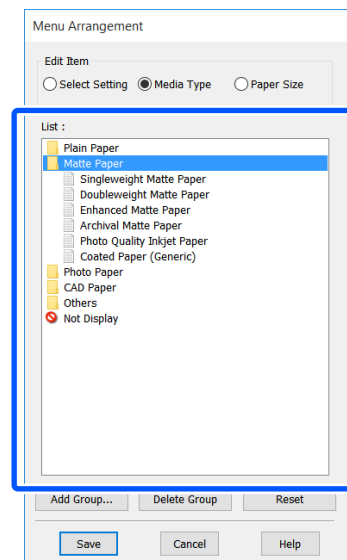 Menu Arrangement
Edit Item
Select Setting Media Type Paper Size
List :
Plain Paper
Matte Paper
Singleweight Matte Paper
Doubleweight Matte Paper
Enhanced Matte Paper
Archival Matte Paper
Photo Quality Inkjet Paper
Coated Paper (Generic)
Photo Paper
CAD Paper
Others
Not Display
Add Group... Delete Group Reset
Save Cancel Help